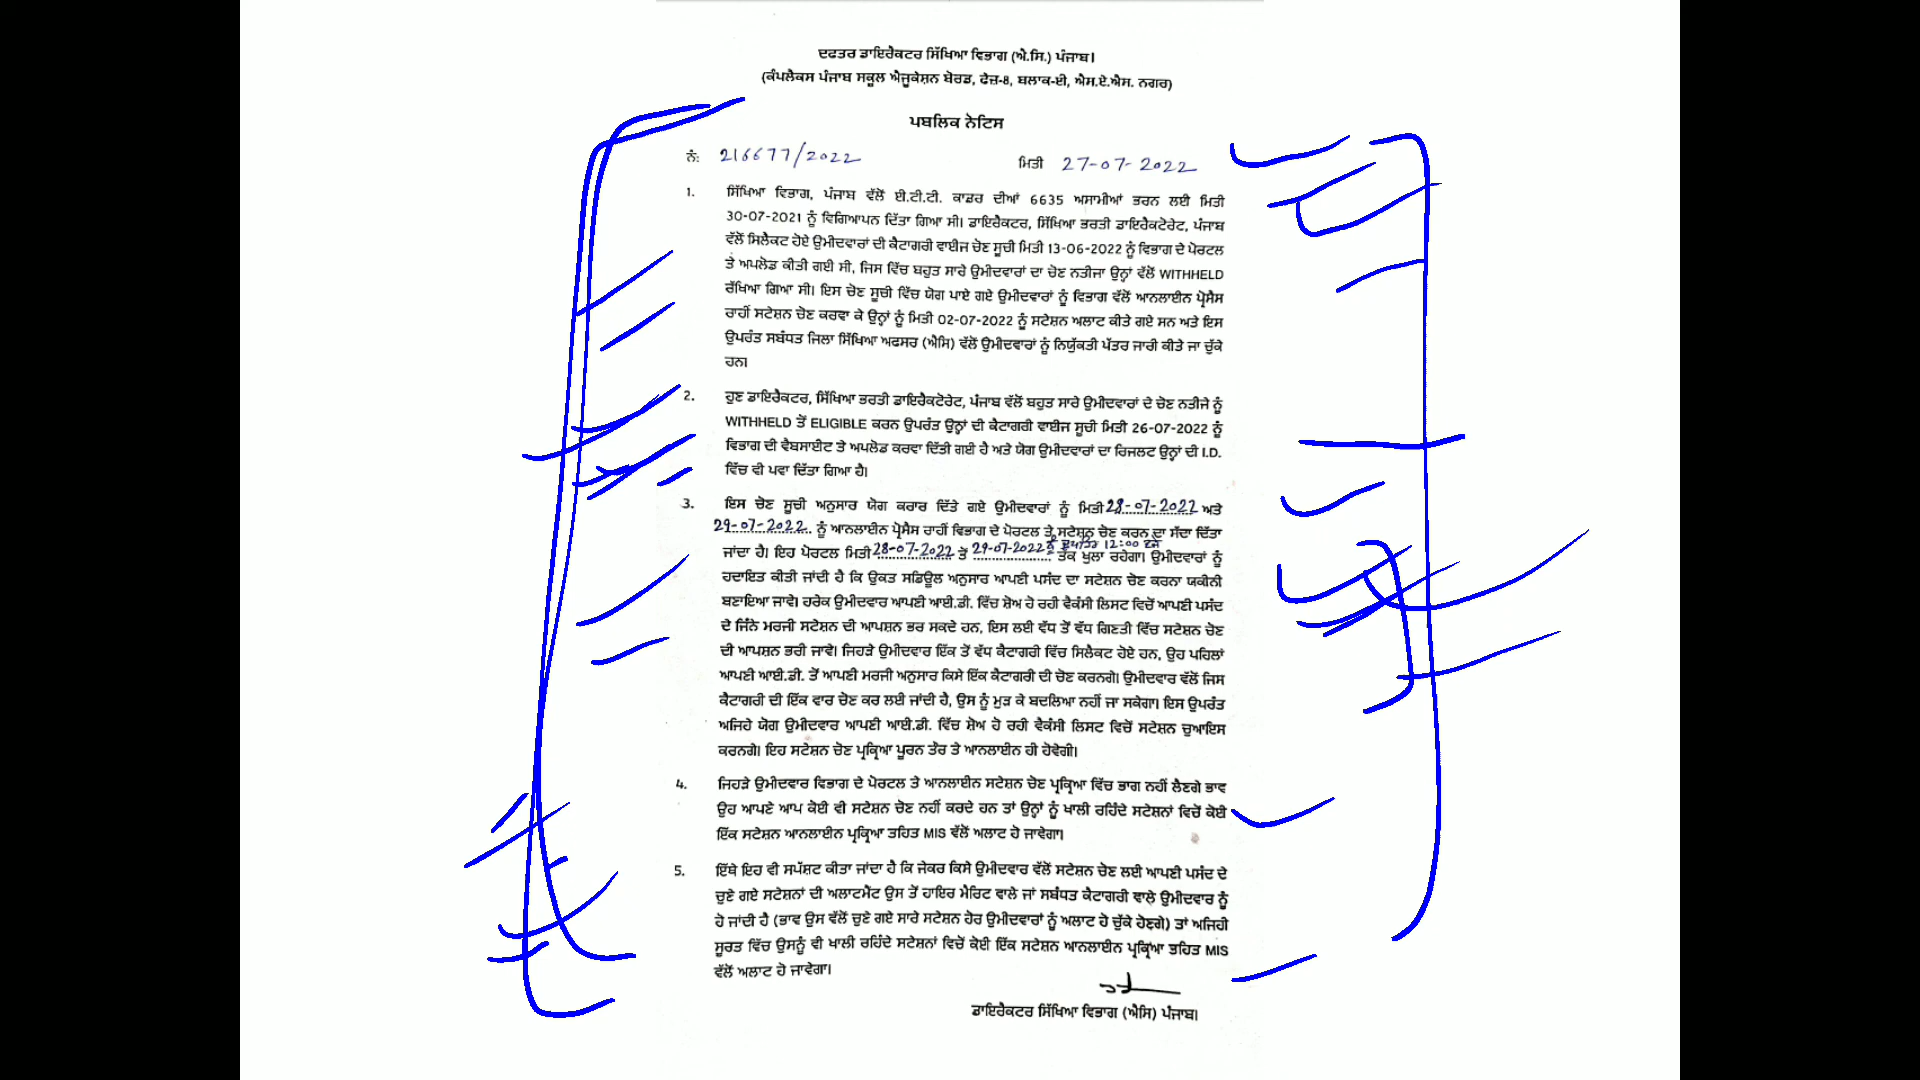 ਦਫਤਰ ਡਾਇਰੈਕਟਰ ਸਿੱਖਿਆ ਵਿਭਾਗ (ਐ.ਸਿ.) ਪੰਜਾਬ।
(ਕੰਪਲੈਕਸ ਪੰਜਾਬ ਸਕੂਲ ਐਜੂਕੇਸ਼ਨ ਬੋਰਡ, ਫੇਜ਼-8, ਬਲਾਕ-ਈ, ਐਸ.ਏ.ਐਸ. ਨਗਰ)
ਪਬਲਿਕ ਨੋਟਿਸ
ਨੰ: 216677/2022 ਮਿਤੀ 27-07-2022
1. ਸਿੱਖਿਆ ਵਿਭਾਗ, ਪੰਜਾਬ ਵੱਲੋਂ ਈ.ਟੀ.ਟੀ. ਕਾਡਰ ਦੀਆਂ 6635 ਅਸਾਮੀਆਂ ਭਰਨ ਲਈ ਮਿਤੀ
30-07-2021 ਨੂੰ ਵਿਗਿਆਪਨ ਦਿੱਤਾ ਗਿਆ ਸੀ। ਡਾਇਰੈਕਟਰ, ਸਿੱਖਿਆ ਭਰਤੀ ਡਾਇਰੈਕਟੋਰੇਟ, ਪੰਜਾਬ
ਵੱਲੋਂ ਸਿਲੈਕਟ ਹੋਏ ਉਮੀਦਵਾਰਾਂ ਦੀ ਕੈਟਾਗਰੀ ਵਾਈਜ ਚੋਣ ਸੂਚੀ ਮਿਤੀ 13-06-2022 ਨੂੰ ਵਿਭਾਗ ਦੇ ਪੋਰਟਲ
ਤੇ ਅਪਲੋਡ ਕੀਤੀ ਗਈ ਸੀ, ਜਿਸ ਵਿੱਚ ਬਹੁਤ ਸਾਰੇ ਉਮੀਦਵਾਰਾਂ ਦਾ ਚੋਣ ਨਤੀਜਾ ਉਨ੍ਹਾਂ ਵੱਲੋਂ WITHHELD
ਰੱਖਿਆ ਗਿਆ ਸੀ। ਇਸ ਚੋਣ ਸੂਚੀ ਵਿੱਚ ਯੋਗ ਪਾਏ ਗਏ ਉਮੀਦਵਾਰਾਂ ਨੂੰ ਵਿਭਾਗ ਵੱਲੋਂ ਆਨਲਾਈਨ ਪ੍ਰੋਸੈਸ
ਰਾਹੀਂ ਸਟੇਸ਼ਨ ਚੋਣ ਕਰਵਾ ਕੇ ਉਨ੍ਹਾਂ ਨੂੰ ਮਿਤੀ 02-07-2022 ਨੂੰ ਸਟੇਸ਼ਨ ਅਲਾਟ ਕੀਤੇ ਗਏ ਸਨ ਅਤੇ ਇਸ
ਉਪਰੰਤ ਸਬੰਧਤ ਜਿਲਾ ਸਿੱਖਿਆ ਅਫਸਰ (ਐਸਿ) ਵੱਲੋਂ ਉਮੀਦਵਾਰਾਂ ਨੂੰ ਨਿਯੁੱਕਤੀ ਪੱਤਰ ਜਾਰੀ ਕੀਤੇ ਜਾ ਚੁੱਕੇ
ਹਨ।
2. ਹੁਣ ਡਾਇਰੈਕਟਰ, ਸਿੱਖਿਆ ਭਰਤੀ ਡਾਇਰੈਕਟੋਰੇਟ, ਪੰਜਾਬ ਵੱਲੋਂ ਬਹੁਤ ਸਾਰੇ ਉਮੀਦਵਾਰਾਂ ਦੇ ਚੋਣ ਨਤੀਜੇ ਨੂੰ
WITHHELD ਤੋਂ ELIGIBLE ਕਰਨ ਉਪਰੰਤ ਉਨ੍ਹਾਂ ਦੀ ਕੈਟਾਗਰੀ ਵਾਈਜ ਸੂਚੀ ਮਿਤੀ 26-07-2022 ਨੂੰ
ਵਿਭਾਗ ਦੀ ਵੈਬਸਾਈਟ ਤੇ ਅਪਲੋਡ ਕਰਵਾ ਦਿੱਤੀ ਗਈ ਹੈ ਅਤੇ ਯੋਗ ਉਮੀਦਵਾਰਾਂ ਦਾ ਰਿਜਲਟ ਉਨ੍ਹਾਂ ਦੀ I.D.
ਵਿੱਚ ਵੀ ਪਵਾ ਦਿੱਤਾ ਗਿਆ ਹੈ।
3. ਇਸ ਚੋਣ ਸੂਚੀ ਅਨੁਸਾਰ ਯੋਗ ਕਰਾਰ ਦਿੱਤੇ ਗਏ ਉਮੀਦਵਾਰਾਂ ਨੂੰ ਮਿਤੀ 28-07-2022 ਅਤੇ
29-07-2022 ਨੂੰ ਆਨਲਾਈਨ ਪ੍ਰੋਸੈਸ ਰਾਹੀਂ ਵਿਭਾਗ ਦੇ ਪੋਰਟਲ ਤੇ ਸਟੇਸ਼ਨ ਚੋਣ ਕਰਨ ਦਾ ਸੱਦਾ ਦਿੱਤਾ
ਜਾਂਦਾ ਹੈ। ਇਹ ਪੋਰਟਲ ਮਿਤੀ 28-07-2022 ਤੋਂ 29-07-2022 ਨੂੰ ਦੁਪਹਿਰ 12:00 ਵਜੇ ਤੱਕ ਖੁਲਾ ਰਹੇਗਾ। ਉਮੀਦਵਾਰਾਂ ਨੂੰ
ਹਦਾਇਤ ਕੀਤੀ ਜਾਂਦੀ ਹੈ ਕਿ ਉਕਤ ਸਡਿਊਲ ਅਨੁਸਾਰ ਆਪਣੀ ਪਸੰਦ ਦਾ ਸਟੇਸ਼ਨ ਚੋਣ ਕਰਨਾ ਯਕੀਨੀ
ਬਣਾਇਆ ਜਾਵੇ। ਹਰੇਕ ਉਮੀਦਵਾਰ ਆਪਣੀ ਆਈ.ਡੀ. ਵਿੱਚ ਸ਼ੋਅ ਹੋ ਰਹੀ ਵੈਕੰਸੀ ਲਿਸਟ ਵਿਚੋਂ ਆਪਣੀ ਪਸੰਦ
ਦੇ ਜਿੰਨੇ ਮਰਜੀ ਸਟੇਸ਼ਨ ਦੀ ਆਪਸ਼ਨ ਭਰ ਸਕਦੇ ਹਨ, ਇਸ ਲਈ ਵੱਧ ਤੋਂ ਵੱਧ ਗਿਣਤੀ ਵਿੱਚ ਸਟੇਸ਼ਨ ਚੋਣ
ਦੀ ਆਪਸ਼ਨ ਭਰੀ ਜਾਵੇ। ਜਿਹੜੇ ਉਮੀਦਵਾਰ ਇੱਕ ਤੋਂ ਵੱਧ ਕੈਟਾਗਰੀ ਵਿੱਚ ਸਿਲੈਕਟ ਹੋਏ ਹਨ, ਉਹ ਪਹਿਲਾਂ
ਆਪਣੀ ਆਈ.ਡੀ. ਤੋਂ ਆਪਣੀ ਮਰਜੀ ਅਨੁਸਾਰ ਕਿਸੇ ਇੱਕ ਕੈਟਾਗਰੀ ਦੀ ਚੋਣ ਕਰਨਗੇ। ਉਮੀਦਵਾਰ ਵੱਲੋਂ ਜਿਸ
ਕੈਟਾਗਰੀ ਦੀ ਇੱਕ ਵਾਰ ਚੋਣ ਕਰ ਲਈ ਜਾਂਦੀ ਹੈ, ਉਸ ਨੂੰ ਮੁੜ ਕੇ ਬਦਲਿਆ ਨਹੀਂ ਜਾ ਸਕੇਗਾ। ਇਸ ਉਪਰੰਤ
ਅਜਿਹੇ ਯੋਗ ਉਮੀਦਵਾਰ ਆਪਣੀ ਆਈ.ਡੀ. ਵਿੱਚ ਸ਼ੋਅ ਹੋ ਰਹੀ ਵੈਕੰਸੀ ਲਿਸਟ ਵਿਚੋਂ ਸਟੇਸ਼ਨ ਚੁਆਇਸ
ਕਰਨਗੇ। ਇਹ ਸਟੇਸ਼ਨ ਚੋਣ ਪ੍ਰਕ੍ਰਿਆ ਪੂਰਨ ਤੌਰ ਤੇ ਆਨਲਾਈਨ ਹੀ ਹੋਵੇਗੀ।
4. ਜਿਹੜੇ ਉਮੀਦਵਾਰ ਵਿਭਾਗ ਦੇ ਪੋਰਟਲ ਤੇ ਆਨਲਾਈਨ ਸਟੇਸ਼ਨ ਚੋਣ ਪ੍ਰਕ੍ਰਿਆ ਵਿੱਚ ਭਾਗ ਨਹੀਂ ਲੈਣਗੇ ਭਾਵ
ਉਹ ਆਪਣੇ ਆਪ ਕੋਈ ਵੀ ਸਟੇਸ਼ਨ ਚੋਣ ਨਹੀਂ ਕਰਦੇ ਹਨ ਤਾਂ ਉਨ੍ਹਾਂ ਨੂੰ ਖਾਲੀ ਰਹਿੰਦੇ ਸਟੇਸ਼ਨਾਂ ਵਿਚੋਂ ਕੋਈ
ਇੱਕ ਸਟੇਸ਼ਨ ਆਨਲਾਈਨ ਪ੍ਰਕ੍ਰਿਆ ਤਹਿਤ MIS ਵੱਲੋਂ ਅਲਾਟ ਹੋ ਜਾਵੇਗਾ।
5. ਇੱਥੇ ਇਹ ਵੀ ਸਪੱਸ਼ਟ ਕੀਤਾ ਜਾਂਦਾ ਹੈ ਕਿ ਜੇਕਰ ਕਿਸੇ ਉਮੀਦਵਾਰ ਵੱਲੋਂ ਸਟੇਸ਼ਨ ਚੋਣ ਲਈ ਆਪਣੀ ਪਸੰਦ ਦੇ
ਚੁਣੇ ਗਏ ਸਟੇਸ਼ਨਾਂ ਦੀ ਅਲਾਟਮੈਂਟ ਉਸ ਤੋਂ ਹਾਇਰ ਮੈਰਿਟ ਵਾਲੇ ਜਾਂ ਸਬੰਧਤ ਕੈਟਾਗਰੀ ਵਾਲੇ ਉਮੀਦਵਾਰ ਨੂੰ
ਹੋ ਜਾਂਦੀ ਹੈ (ਭਾਵ ਉਸ ਵੱਲੋਂ ਚੁਣੇ ਗਏ ਸਾਰੇ ਸਟੇਸ਼ਨ ਹੋਰ ਉਮੀਦਵਾਰਾਂ ਨੂੰ ਅਲਾਟ ਹੋ ਚੁੱਕੇ ਹੋਣਗੇ) ਤਾਂ ਅਜਿਹੀ
ਸੂਰਤ ਵਿੱਚ ਉਸਨੂੰ ਵੀ ਖਾਲੀ ਰਹਿੰਦੇ ਸਟੇਸ਼ਨਾਂ ਵਿਚੋਂ ਕੋਈ ਇੱਕ ਸਟੇਸ਼ਨ ਆਨਲਾਈਨ ਪ੍ਰਕ੍ਰਿਆ ਤਹਿਤ MIS
ਵੱਲੋਂ ਅਲਾਟ ਹੋ ਜਾਵੇਗਾ।
ਡਾਇਰੈਕਟਰ ਸਿੱਖਿਆ ਵਿਭਾਗ (ਐਸਿ) ਪੰਜਾਬ।